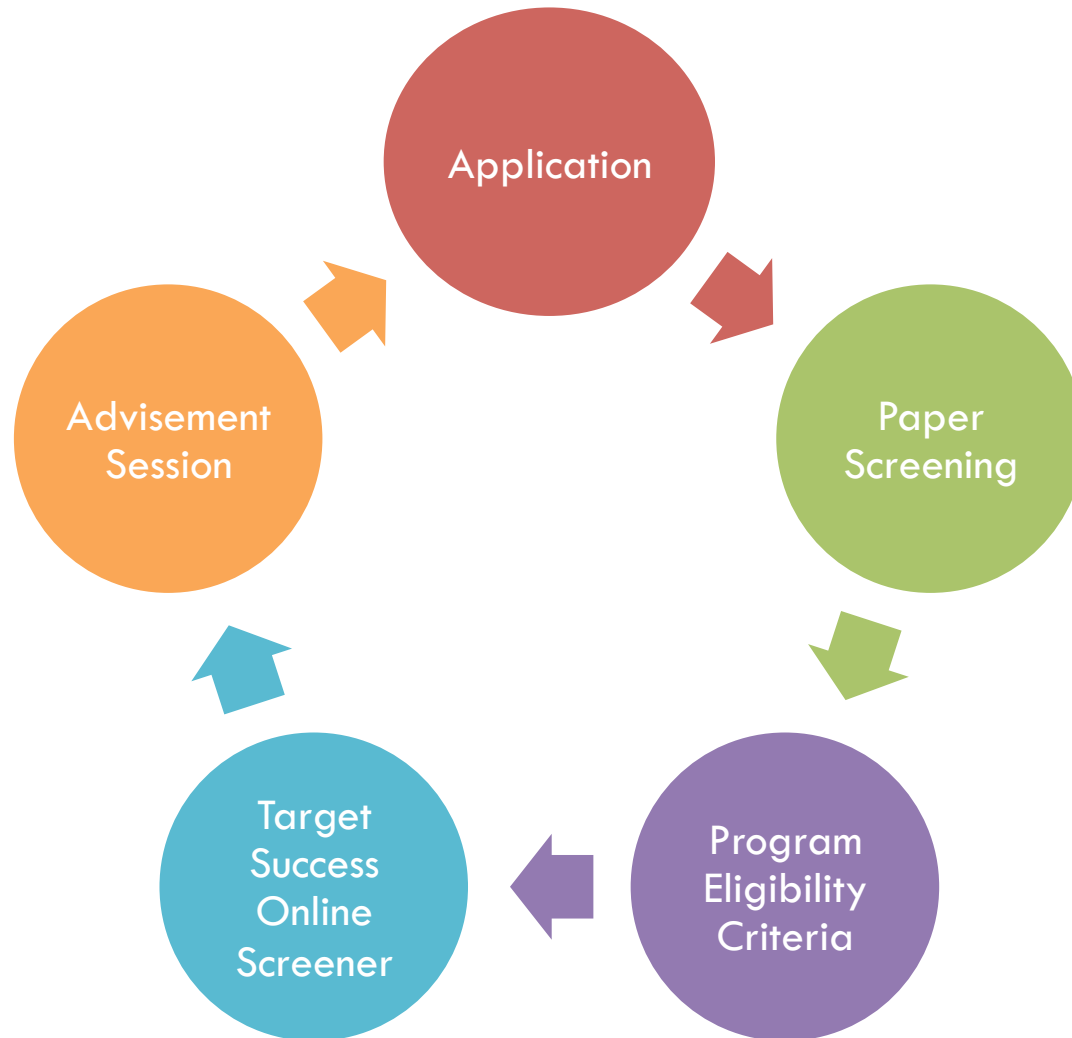 Application
Paper
Screening
Program
Eligibility
Criteria
Target
Success
Online
Screener
Advisement
Session